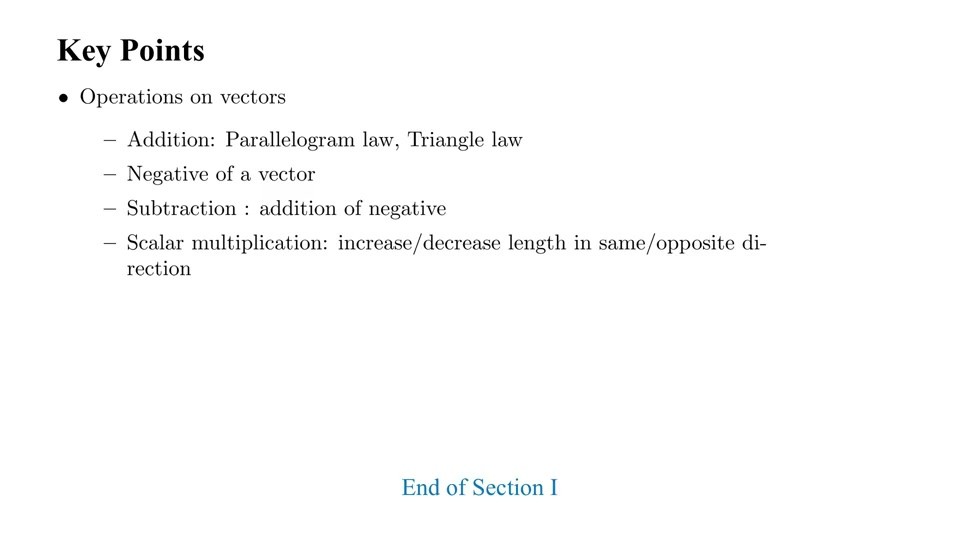 Key Points
• Operations on vectors
– Addition: Parallelogram law, Triangle law
– Negative of a vector
– Subtraction : addition of negative
– Scalar multiplication: increase/decrease length in same/opposite di-
rection
End of Section I